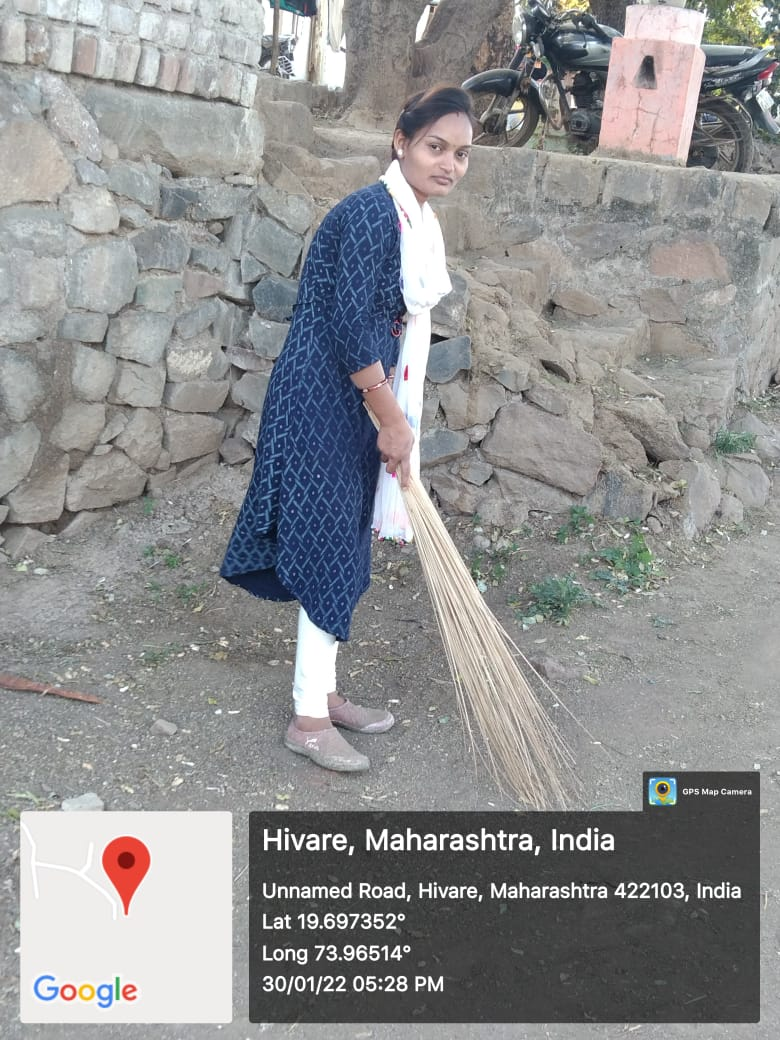 GPS Map Camera
Hivare, Maharashtra, India
Unnamed Road, Hivare, Maharashtra 422103, India
Lat 19.697352°
Long 73.96514°
30/01/22 05:28 PM
Google